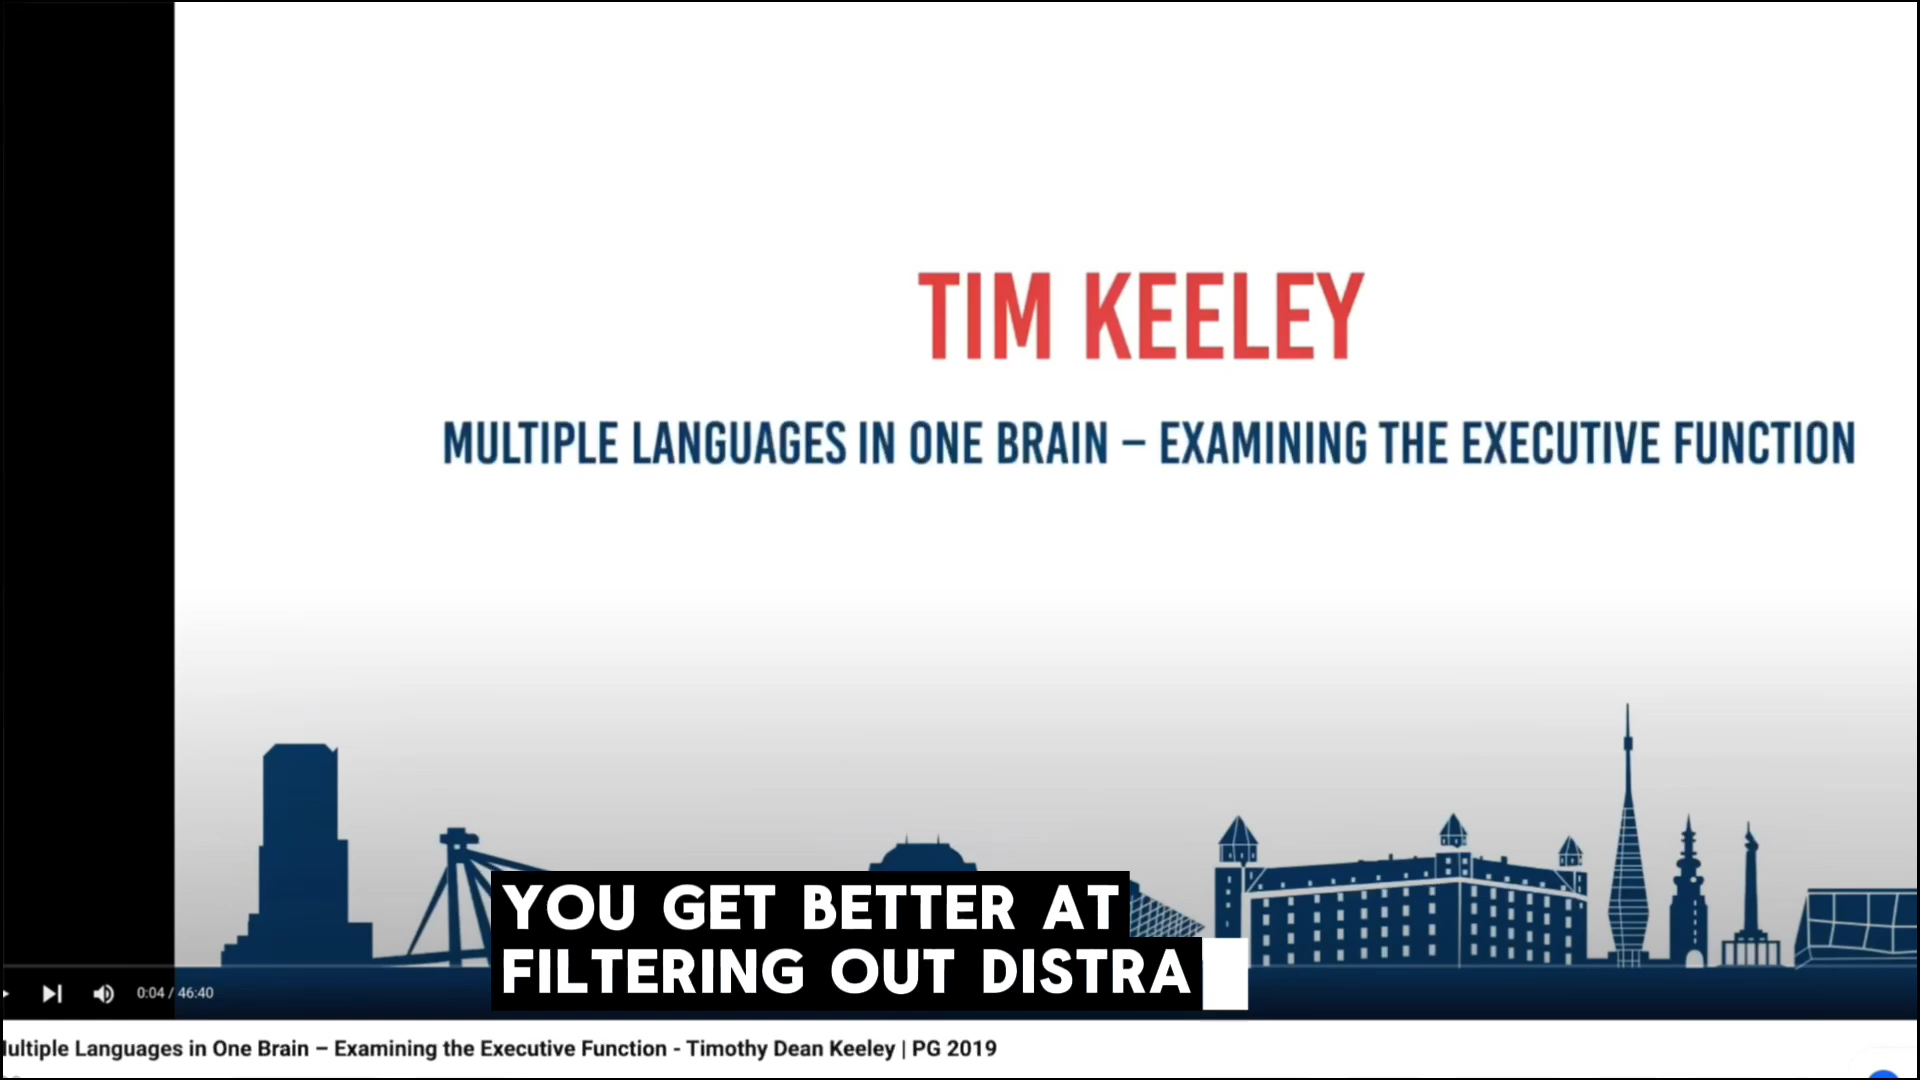 TIM KEELEY
MULTIPLE LANGUAGES IN ONE BRAIN – EXAMINING THE EXECUTIVE FUNCTION
YOU GET BETTER AT
FILTERING OUT DISTRA
0:04 / 46:40
ultiple Languages in One Brain – Examining the Executive Function - Timothy Dean Keeley | PG 2019